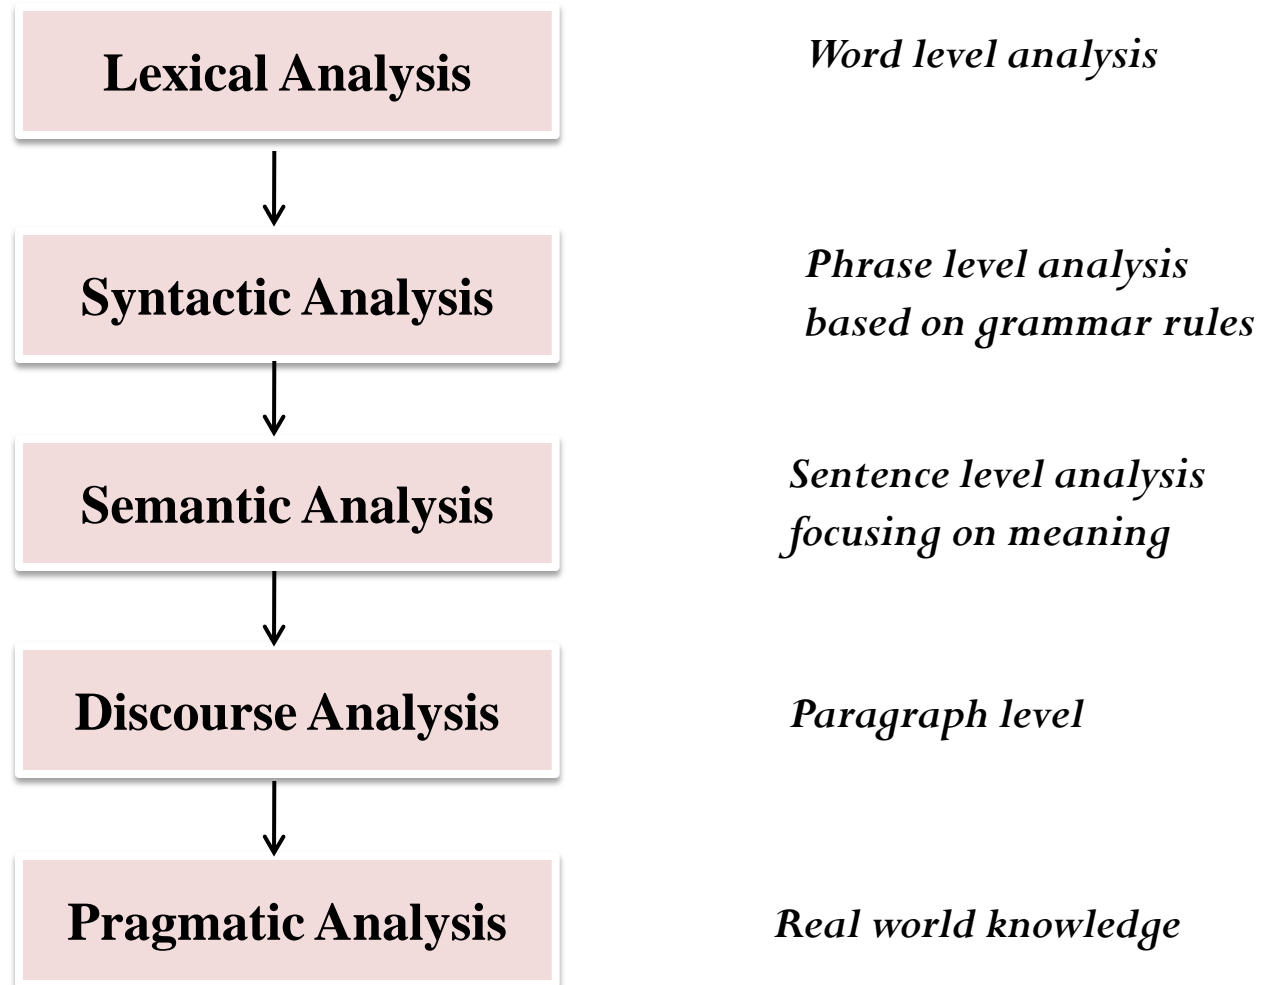 Lexical Analysis
Word level analysis
Syntactic Analysis
Phrase level analysis
based on grammar rules
Semantic Analysis
Sentence level analysis
focusing on meaning
Discourse Analysis
Paragraph level
Pragmatic Analysis
Real world knowledge